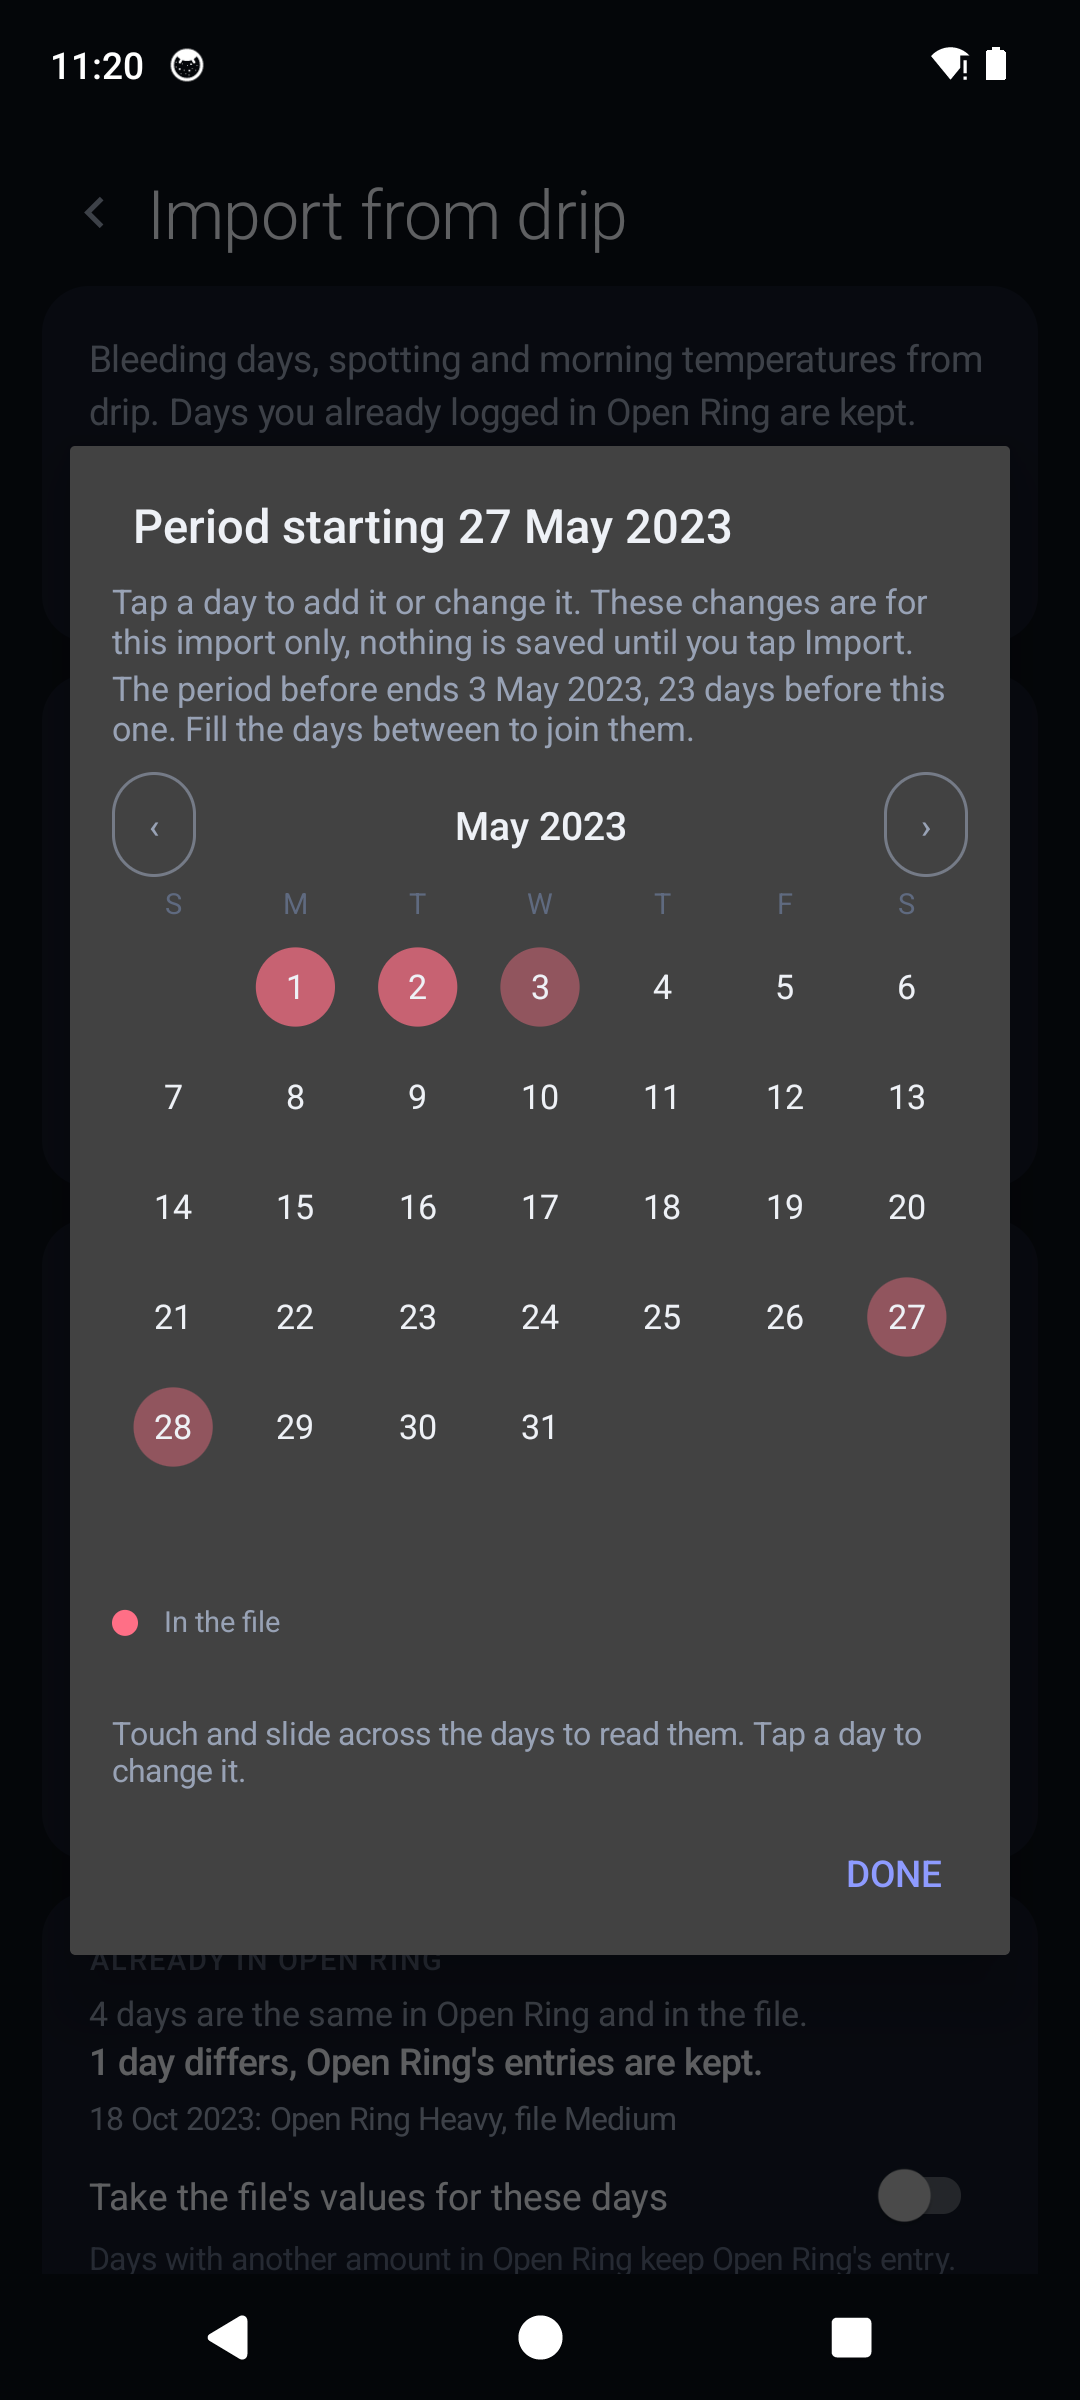 11:20
Import from drip
Bleeding days, spotting and morning temperatures from
drip. Days you already logged in Open Ring are kept.
Period starting 27 May 2023
Tap a day to add it or change it. These changes are for
this import only, nothing is saved until you tap Import.
The period before ends 3 May 2023, 23 days before this
one. Fill the days between to join them.
‹ May 2023 ›
S M T W T F S
1 2 3 4 5 6
7 8 9 10 11 12 13
14 15 16 17 18 19 20
21 22 23 24 25 26 27
28 29 30 31
In the file
Touch and slide across the days to read them. Tap a day to
change it.
DONE
ALREADY IN OPEN RING
4 days are the same in Open Ring and in the file.
1 day differs, Open Ring's entries are kept.
18 Oct 2023: Open Ring Heavy, file Medium
Take the file's values for these days
Days with another amount in Open Ring keep Open Ring's entry.